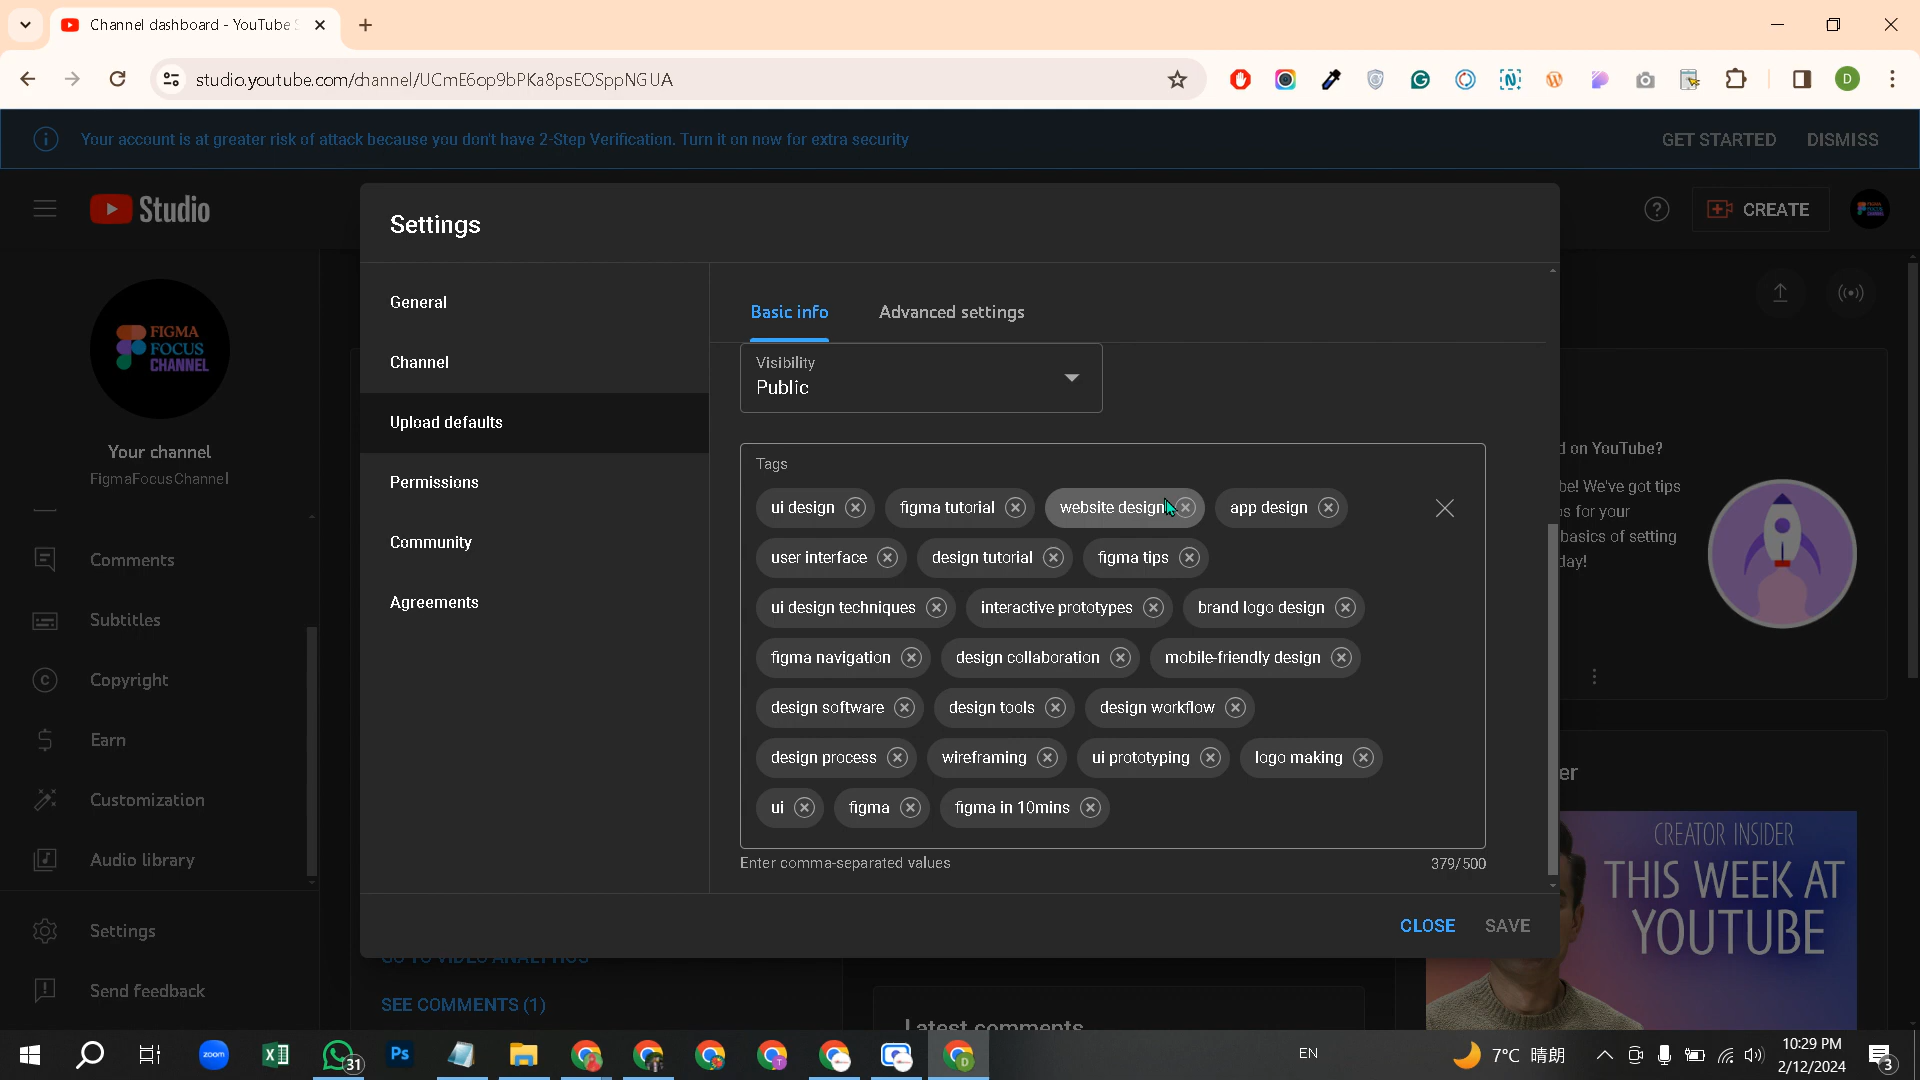 Channel dashboard - YouTube S
studio.youtube.com/channel/UCmE6op9bPKa8psEOSppNGUA
D
Your account is at greater risk of attack because you don't have 2-Step Verification. Turn it on now for extra security
GET STARTED
DISMISS
Studio
CREATE
FIGMA
FOCUS
CHANNEL
Your channel
FigmaFocusChannel
Comments
Subtitles
Copyright
Earn
Customization
Audio library
Settings
Send feedback
Settings
General
Channel
Upload defaults
Permissions
Community
Agreements
Basic info
Advanced settings
Visibility
Public
Tags
ui design
figma tutorial
website design
app design
user interface
design tutorial
figma tips
ui design techniques
interactive prototypes
brand logo design
figma navigation
design collaboration
mobile-friendly design
design software
design tools
design workflow
design process
wireframing
ui prototyping
logo making
ui
figma
figma in 10mins
Enter comma-separated values
379/500
CLOSE
SAVE
d on YouTube?
be! We've got tips
s for your
basics of setting
day!
er
CREATOR INSIDER
THIS WEEK AT
YOUTUBE
GO TO VIDEO ANALYTICS
SEE COMMENTS (1)
Latest comments
zoom
31
Ps
D
EN
7°C 晴朗
10:29 PM
2/12/2024
3